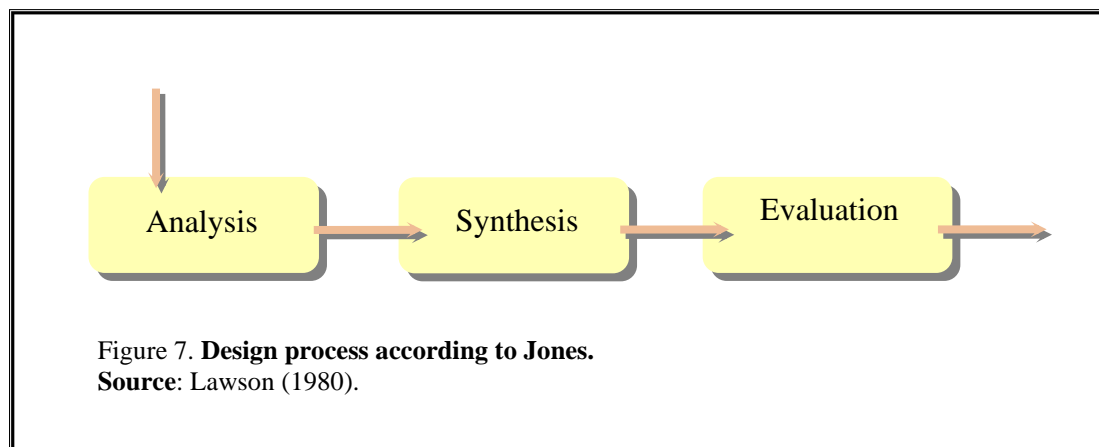 Analysis
Synthesis
Evaluation
Figure 7. Design process according to Jones.
Source: Lawson (1980).